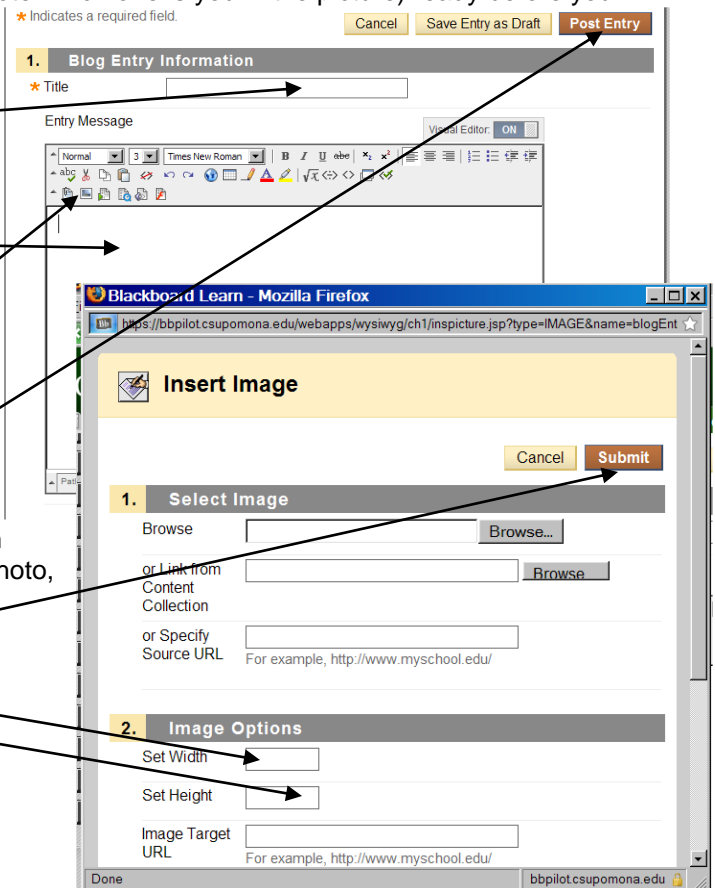 * Indicates a required field.
Cancel Save Entry as Draft Post Entry
1. Blog Entry Information
* Title
Entry Message
Visual Editor: ON
Normal 3 Times New Roman B I U abc x₂ x²
abc
Blackboard Learn - Mozilla Firefox
https://bbpilot.csupomona.edu/webapps/wysiwyg/ch1/inspicture.jsp?type=IMAGE&name=blogEnt
Insert Image
Cancel Submit
1. Select Image
Browse Browse...
or Link from
Content
Collection
Browse
or Specify
Source URL
For example, http://www.myschool.edu/
2. Image Options
Set Width
Set Height
Image Target
URL
For example, http://www.myschool.edu/
Done bbpilot.csupomona.edu